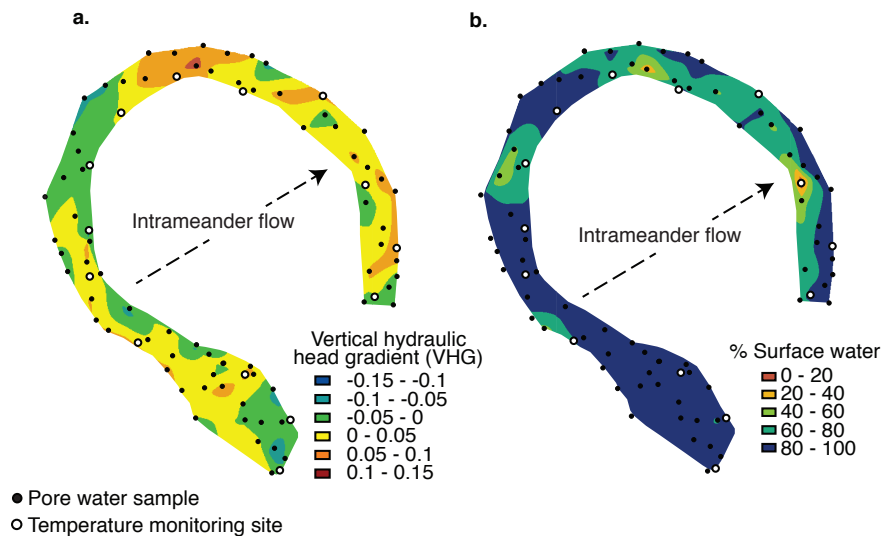 a.
b.
Intrameander flow
Intrameander flow
Vertical hydraulic
head gradient (VHG)
-0.15 - -0.1
-0.1 - -0.05
-0.05 - 0
0 - 0.05
0.05 - 0.1
0.1 - 0.15
% Surface water
0 - 20
20 - 40
40 - 60
60 - 80
80 - 100
Pore water sample
Temperature monitoring site